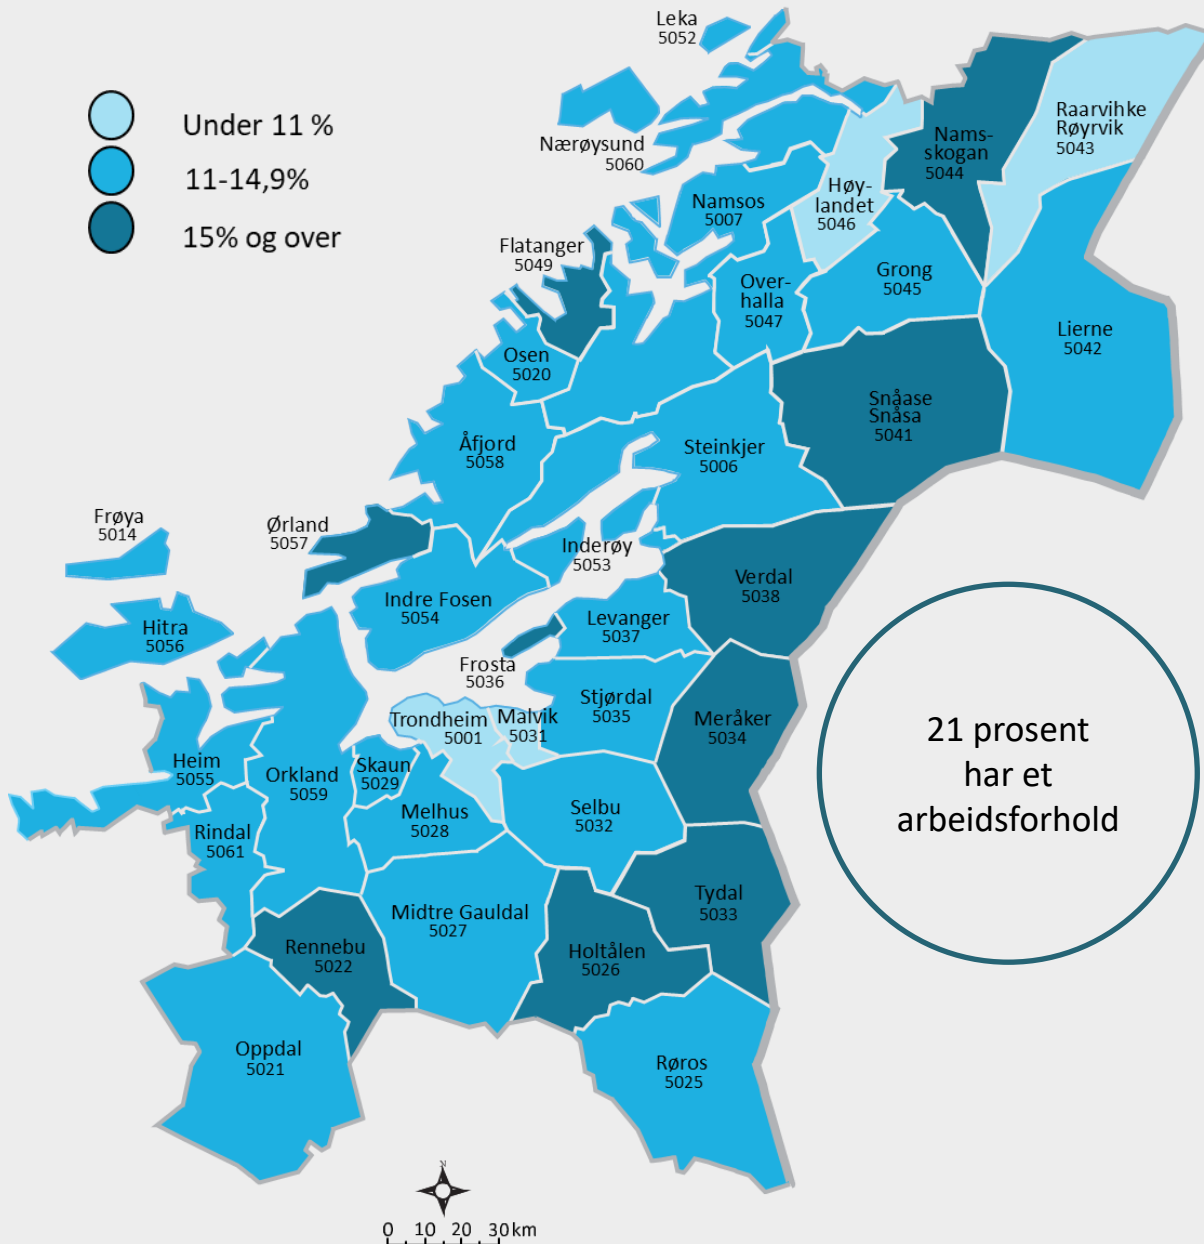 Under 11 %
11-14,9%
15% og over
Leka
5052
Nærøysund
5060
Namsos
5007
Høy-
landet
5046
Nams-
skogan
5044
Raarvihke
Røyrvik
5043
Flatanger
5049
Over-
halla
5047
Grong
5045
Lierne
5042
Osen
5020
Snåase
Snåsa
5041
Åfjord
5058
Steinkjer
5006
Frøya
5014
Ørland
5057
Inderøy
5053
Verdal
5038
Indre Fosen
5054
Hitra
5056
Levanger
5037
Frosta
5036
Stjørdal
5035
Trondheim
5001
Malvik
5031
Meråker
5034
Heim
5055
Orkland
5059
Skaun
5029
Melhus
5028
Selbu
5032
Rindal
5061
Midtre Gauldal
5027
Tydal
5033
Rennebu
5022
Holtålen
5026
Oppdal
5021
Røros
5025
21 prosent
har et
arbeidsforhold
N
0 10 20 30 km